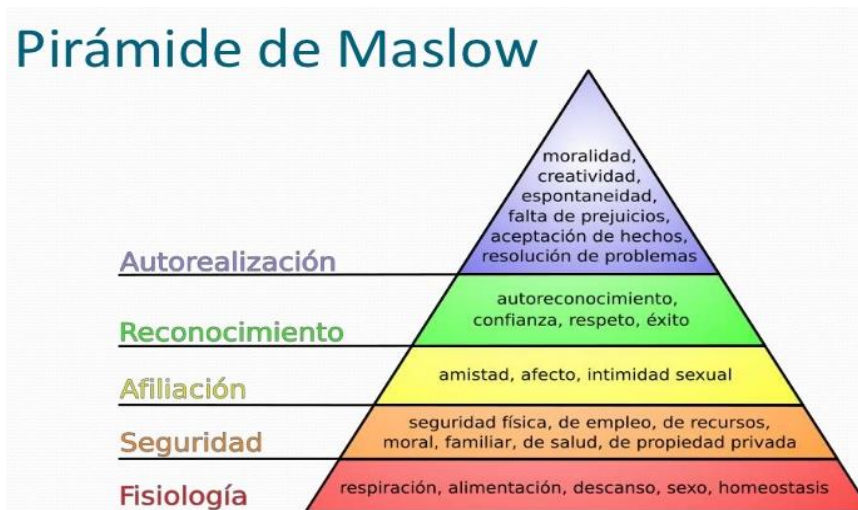 Pirámide de Maslow
moralidad,
creatividad,
espontaneidad,
falta de prejuicios,
aceptación de hechos,
resolución de problemas
Autorealización
autoreconocimiento,
confianza, respeto, éxito
Reconocimiento
amistad, afecto, intimidad sexual
Afiliación
seguridad física, de empleo, de recursos,
moral, familiar, de salud, de propiedad privada
Seguridad
respiración, alimentación, descanso, sexo, homeostasis
Fisiología